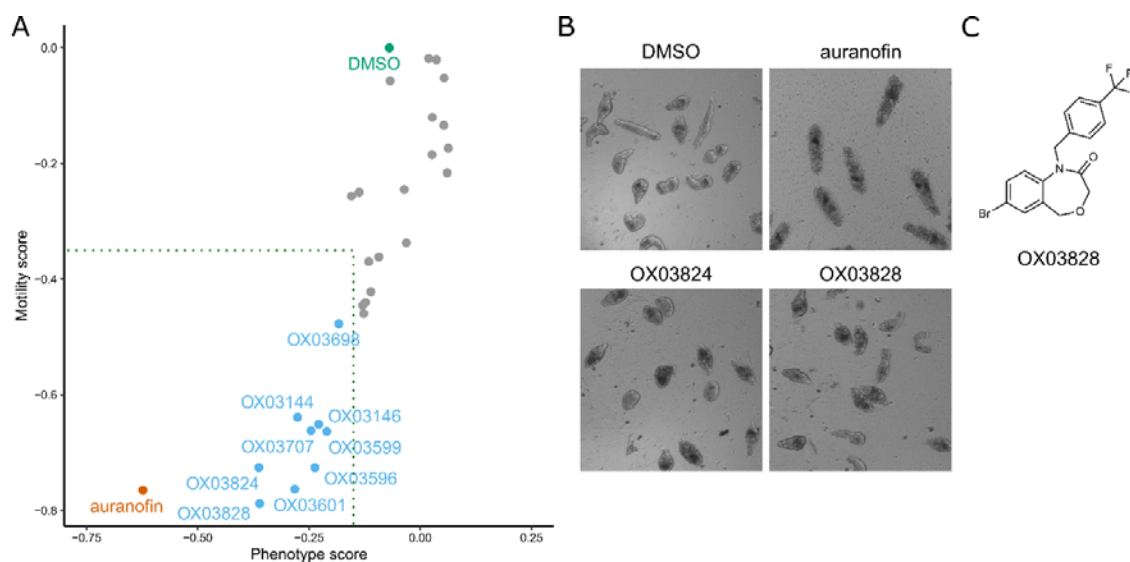 A
Motility score
0.0
−0.2
−0.4
−0.6
−0.8
DMSO
OX03698
OX03144
OX03146
OX03707
OX03599
OX03824
OX03596
auranofin
OX03601
OX03828
−0.75
−0.50
−0.25
0.00
0.25
Phenotype score
B
DMSO
auranofin
OX03824
OX03828
C
F
F
N
O
O
Br
OX03828